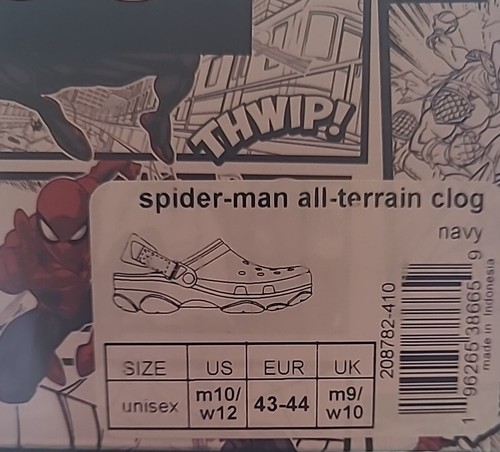 THWIP!
spider-man all-terrain clog
navy
SIZE US EUR UK
unisex m10/ w12 43-44 m9/ w10
208782-410
1 96265 38665 9
made in Indonesia